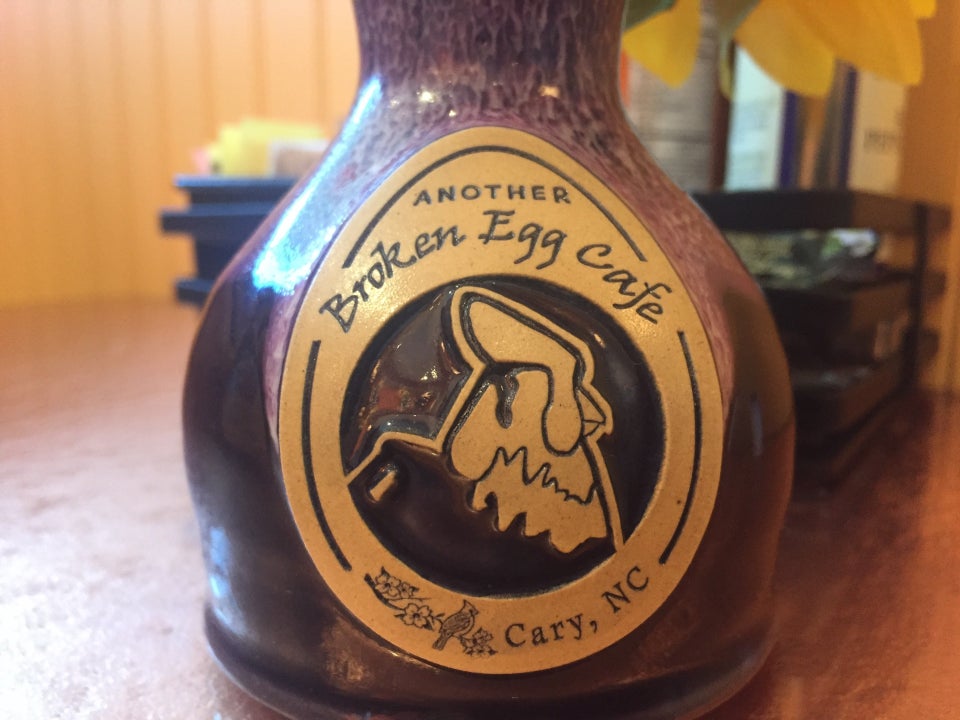 ANOTHER
Broken Egg Cafe
Cary, NC